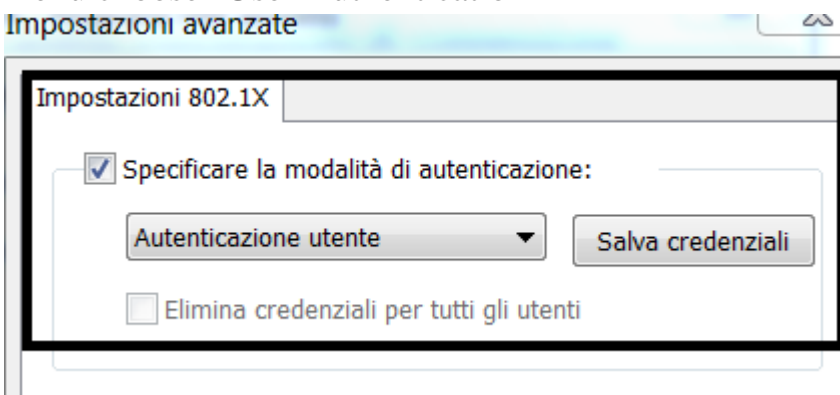 Impostazioni avanzate
Impostazioni 802.1X
Specificare la modalità di autenticazione:
Autenticazione utente
Salva credenziali
Elimina credenziali per tutti gli utenti